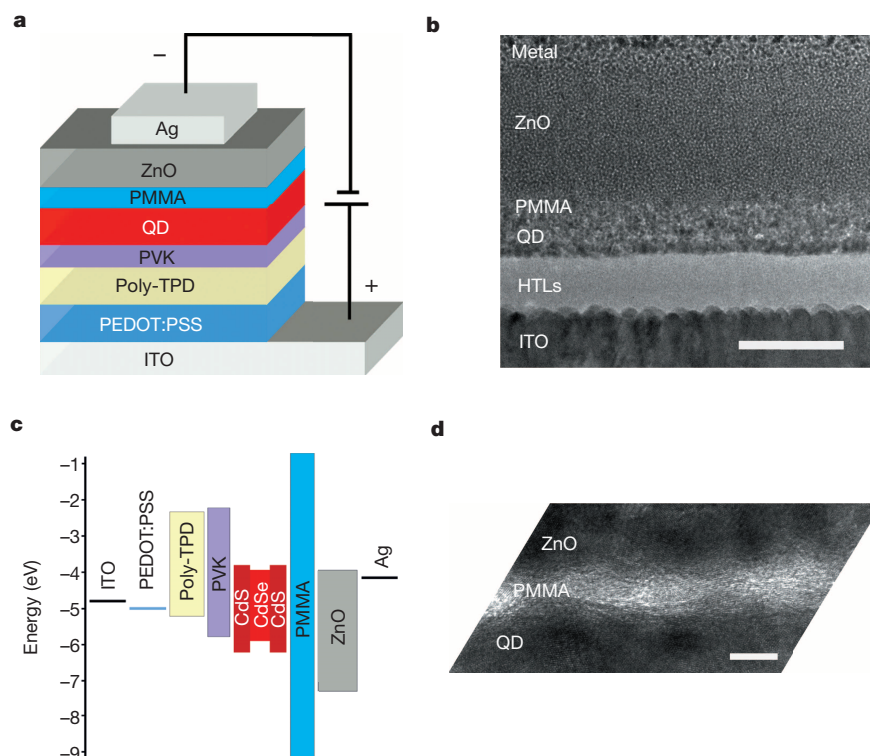 a
–
Ag
ZnO
PMMA
QD
PVK
Poly-TPD
+
PEDOT:PSS
ITO
b
Metal
ZnO
PMMA
QD
HTLs
ITO
c
Energy (eV)
–1
–2
–3
–4
–5
–6
–7
–8
–9
ITO
PEDOT:PSS
Poly-TPD
PVK
CdS
CdSe
CdS
PMMA
ZnO
Ag
d
ZnO
PMMA
QD